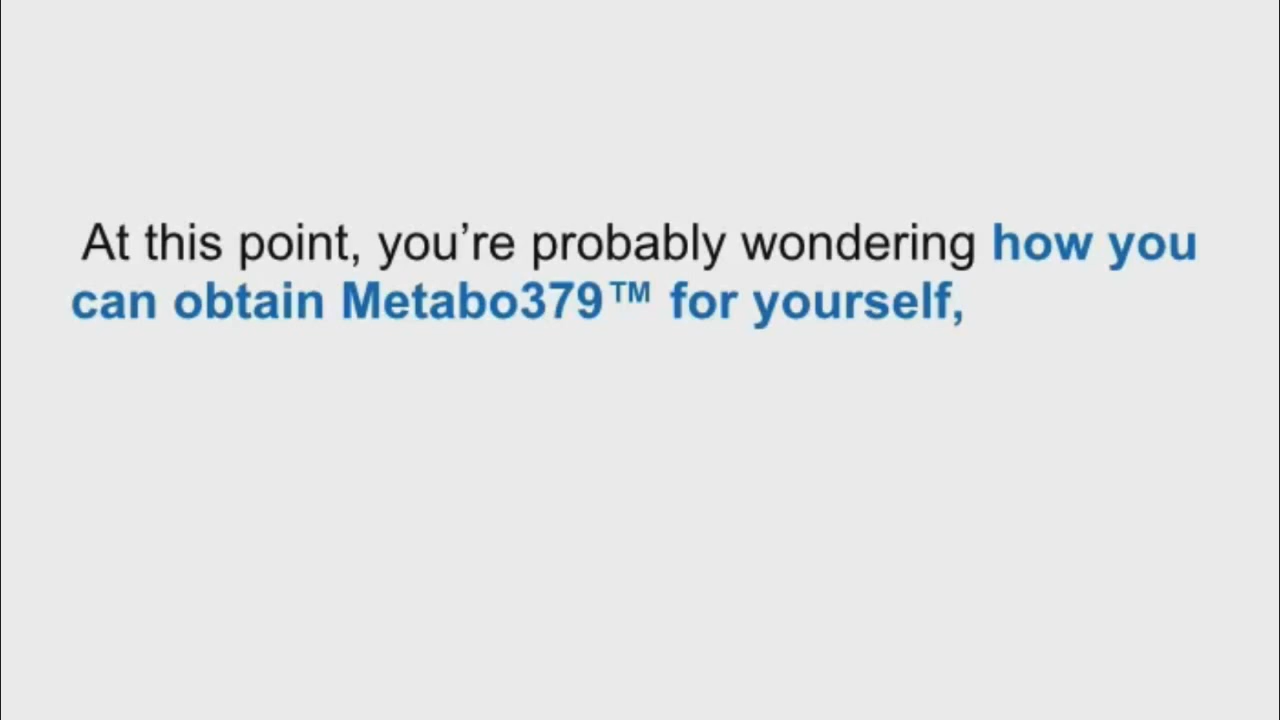 At this point, you’re probably wondering how you
can obtain Metabo379™ for yourself,